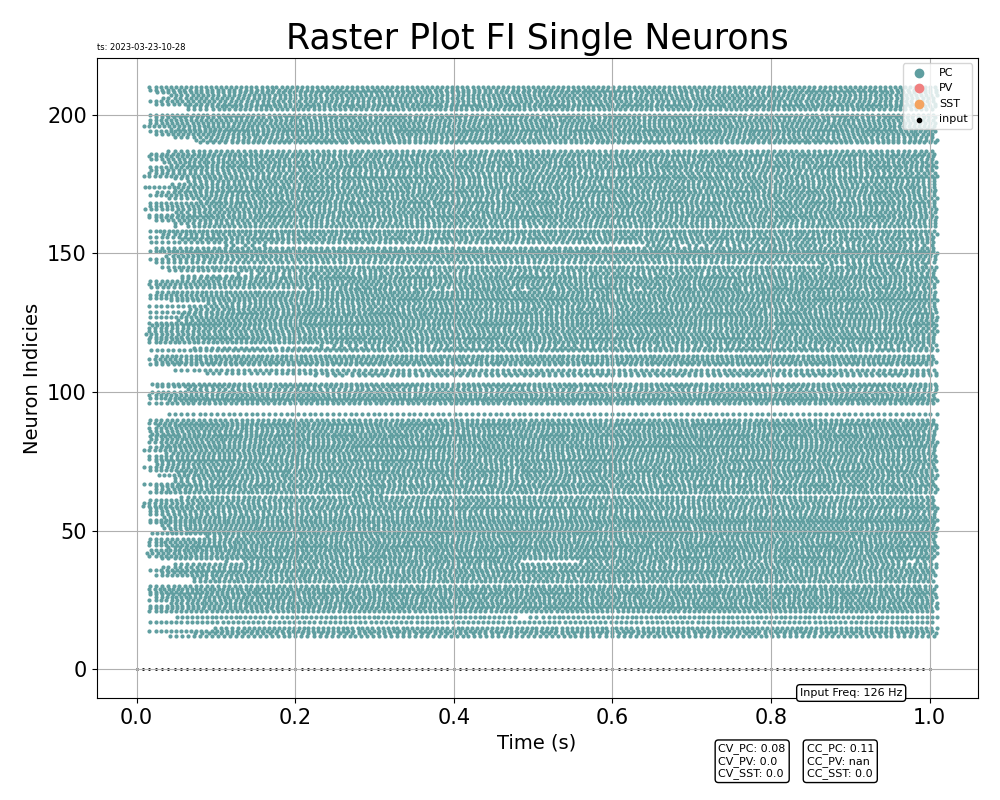 Raster Plot FI Single Neurons
ts: 2023-03-23-10-28
PC
PV
SST
input
200
150
100
50
0
Neuron Indicies
0.0 0.2 0.4 0.6 0.8 1.0
Time (s)
Input Freq: 126 Hz
CV_PC: 0.08
CV_PV: 0.0
CV_SST: 0.0
CC_PC: 0.11
CC_PV: nan
CC_SST: 0.0